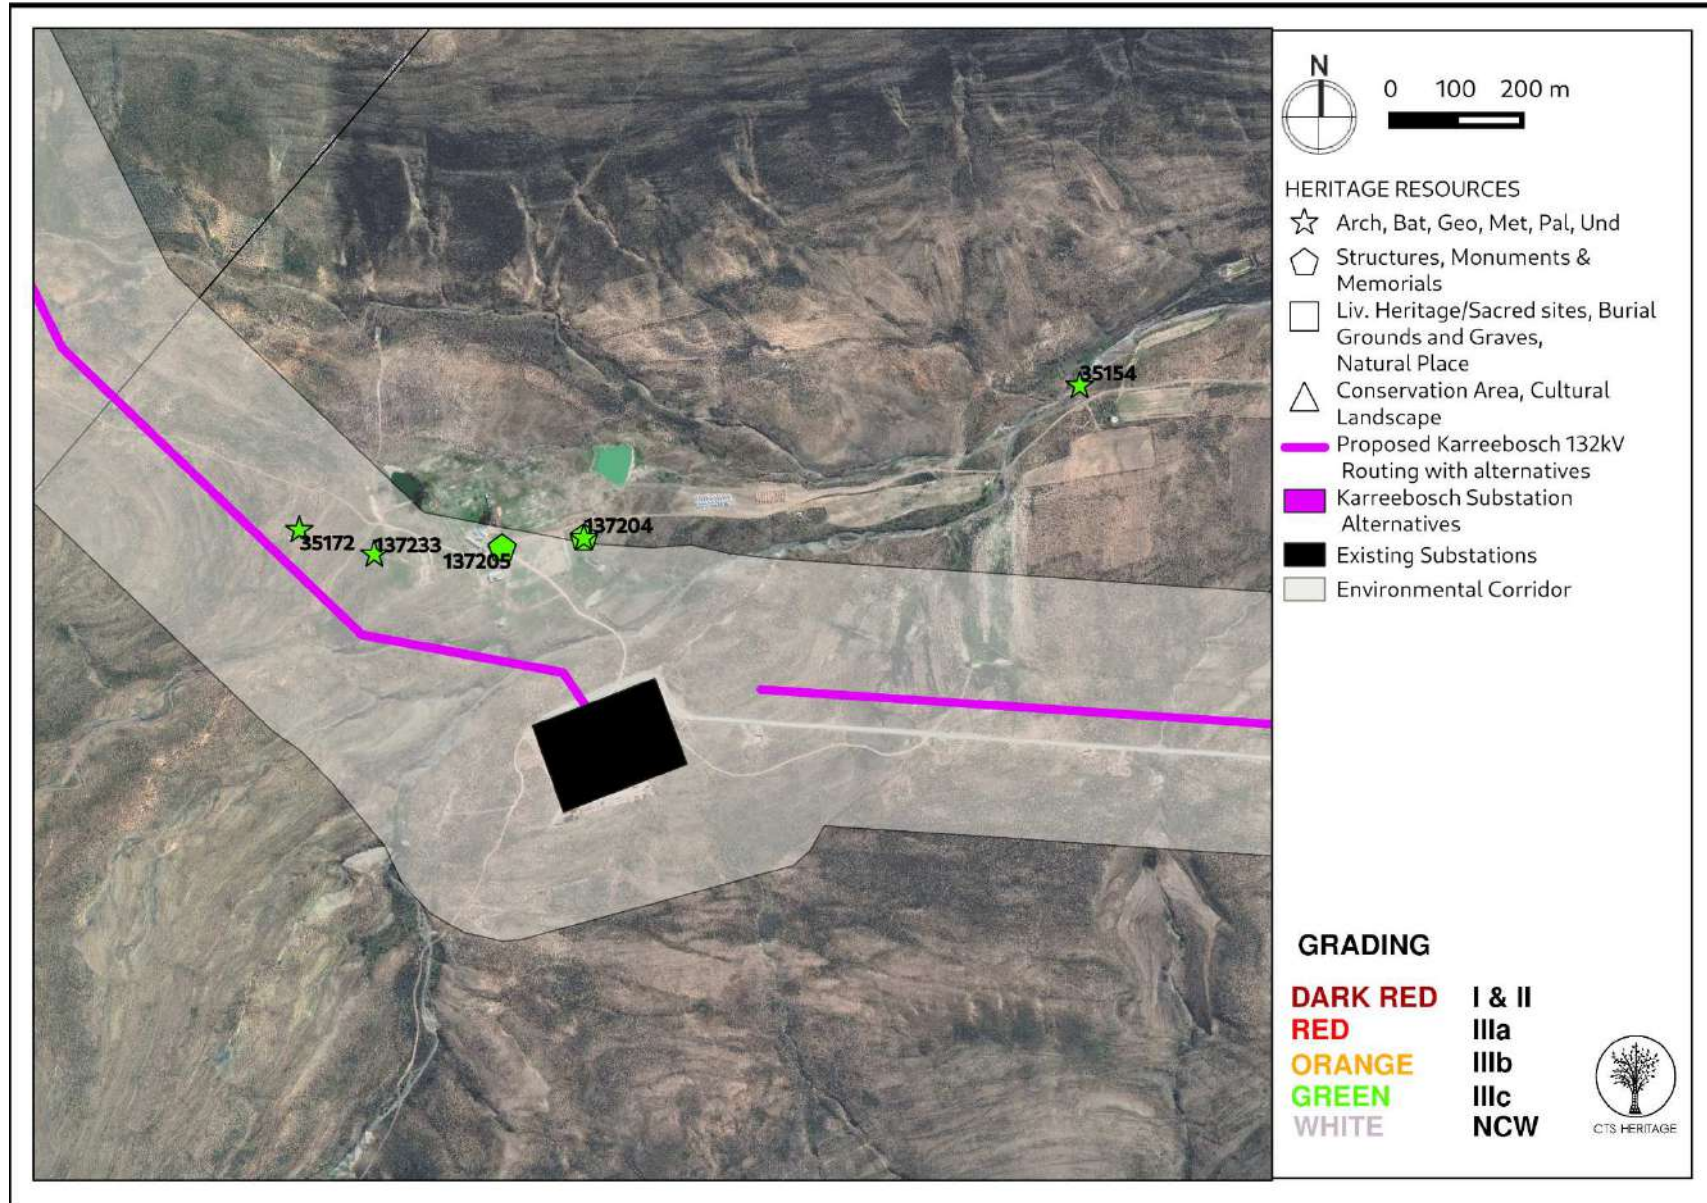 35154
137204
35172
137233
137205
N
0 100 200 m
HERITAGE RESOURCES
Arch, Bat, Geo, Met, Pal, Und
Structures, Monuments &
Memorials
Liv. Heritage/Sacred sites, Burial
Grounds and Graves,
Natural Place
Conservation Area, Cultural
Landscape
Proposed Karreebosch 132kV
Routing with alternatives
Karreebosch Substation
Alternatives
Existing Substations
Environmental Corridor
GRADING
DARK RED I & II
RED IIIa
ORANGE IIIb
GREEN IIIc
WHITE NCW
CTS HERITAGE